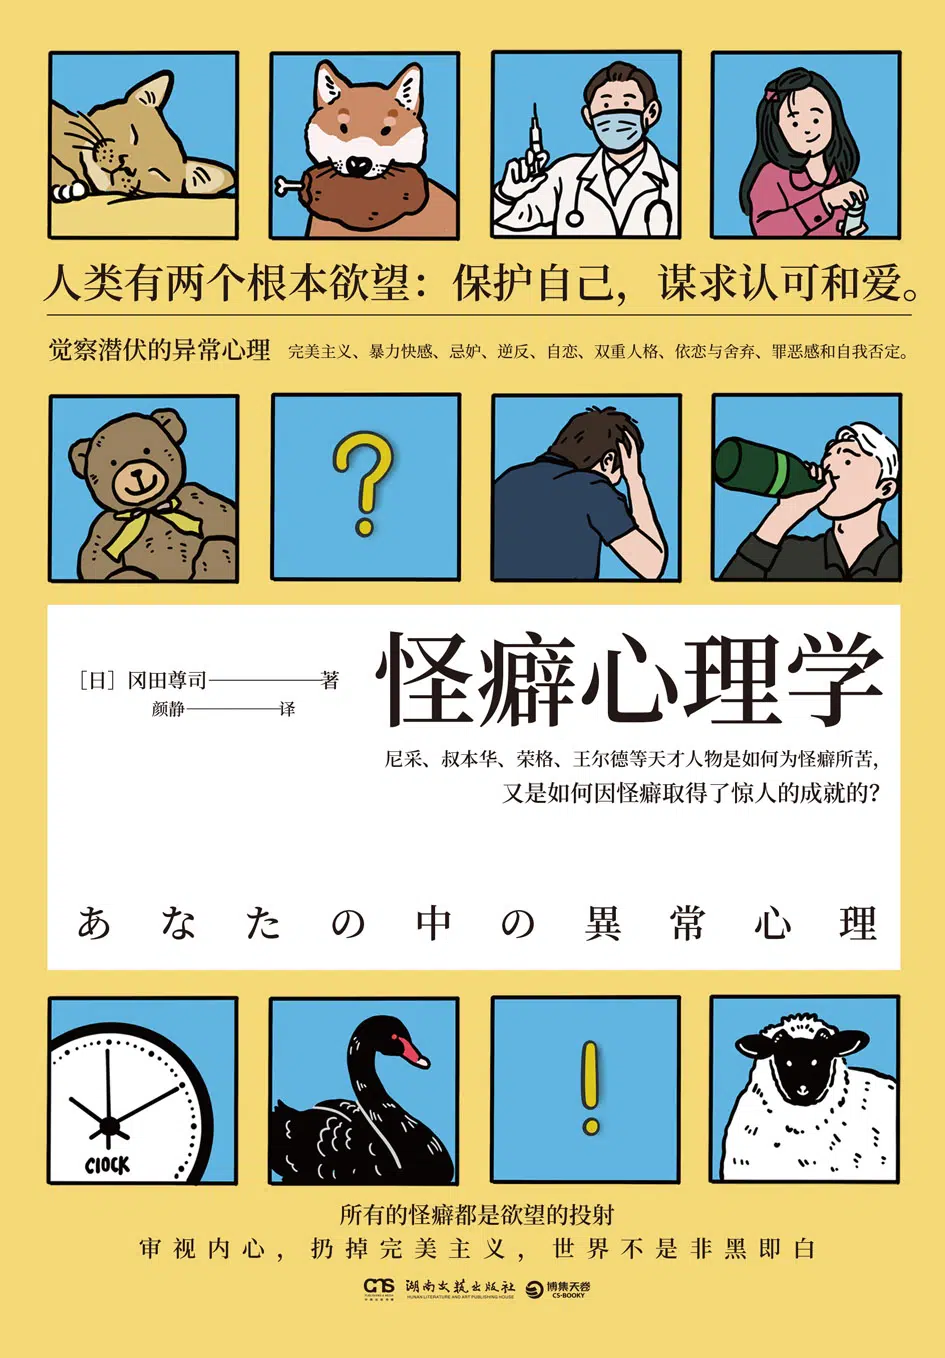 人类有两个根本欲望：保护自己，谋求认可和爱。
觉察潜伏的异常心理 完美主义、暴力快感、忌妒、逆反、自恋、双重人格、依恋与舍弃、罪恶感和自我否定。
怪癖心理学
［日］冈田尊司————著
颜静————译
尼采、叔本华、荣格、王尔德等天才人物是如何为怪癖所苦，
又是如何因怪癖取得了惊人的成就的？
あなたの中の異常心理
CLOCK
所有的怪癖都是欲望的投射
审视内心，扔掉完美主义，世界不是非黑即白
湖南文艺出版社
HUNAN LITERATURE AND ART PUBLISHING HOUSE
博集天卷
CS-BOOKY